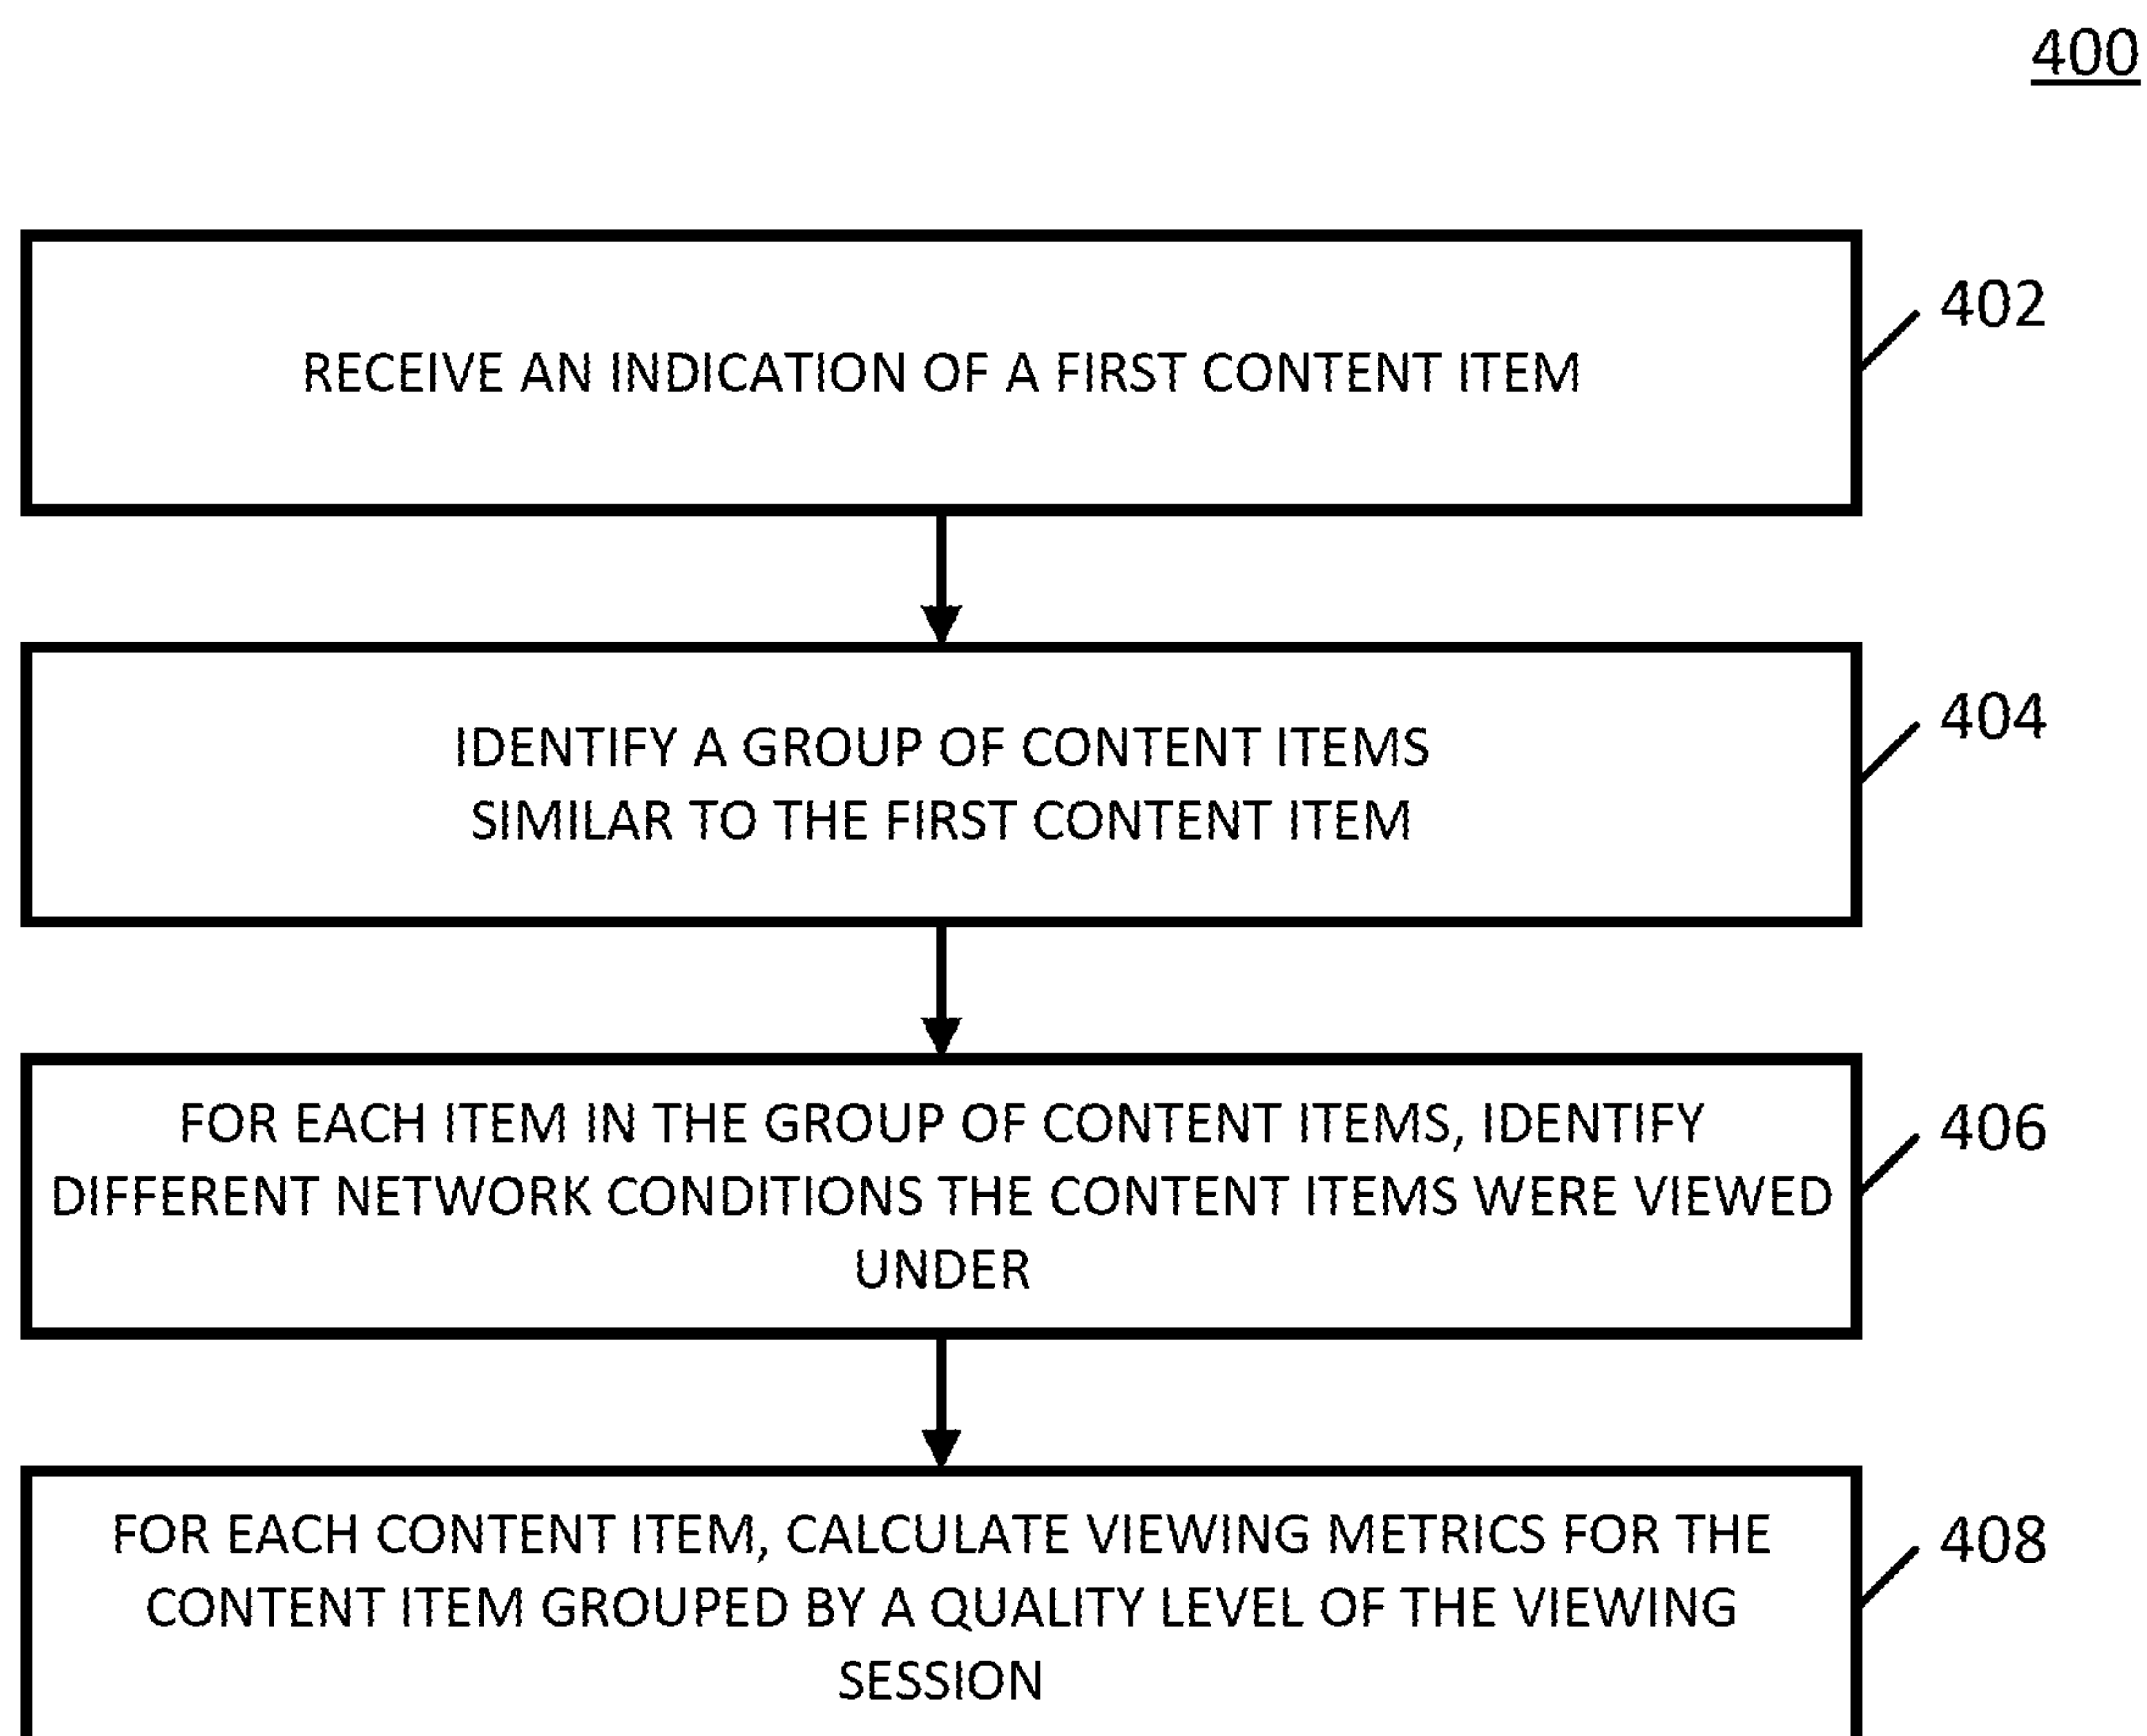 400
RECEIVE AN INDICATION OF A FIRST CONTENT ITEM
402
IDENTIFY A GROUP OF CONTENT ITEMS
SIMILAR TO THE FIRST CONTENT ITEM
404
FOR EACH ITEM IN THE GROUP OF CONTENT ITEMS, IDENTIFY
DIFFERENT NETWORK CONDITIONS THE CONTENT ITEMS WERE VIEWED
UNDER
406
FOR EACH CONTENT ITEM, CALCULATE VIEWING METRICS FOR THE
CONTENT ITEM GROUPED BY A QUALITY LEVEL OF THE VIEWING
SESSION
408